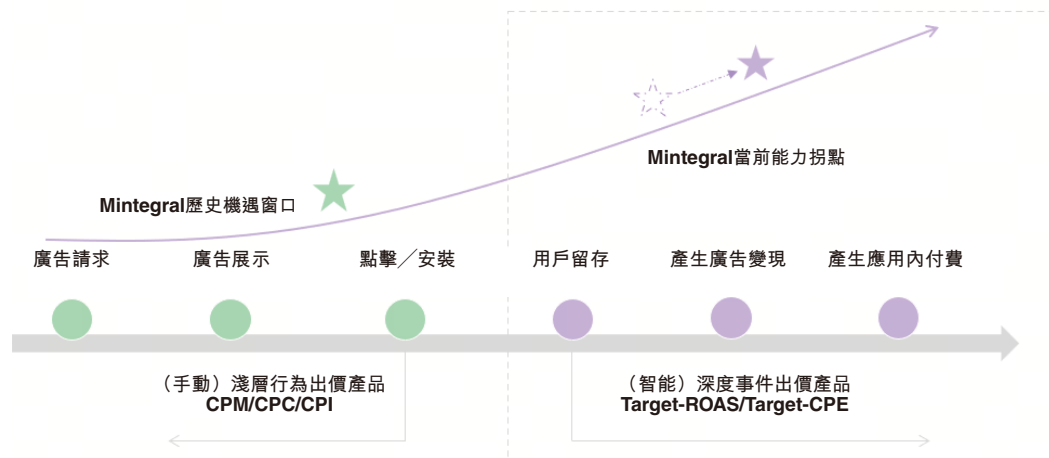 Mintegral當前能力拐點
Mintegral歷史機遇窗口
廣告請求
廣告展示
點擊╱安裝
用戶留存
產生廣告變現
產生應用內付費
（手動）淺層行為出價產品
CPM/CPC/CPI
（智能）深度事件出價產品
Target-ROAS/Target-CPE